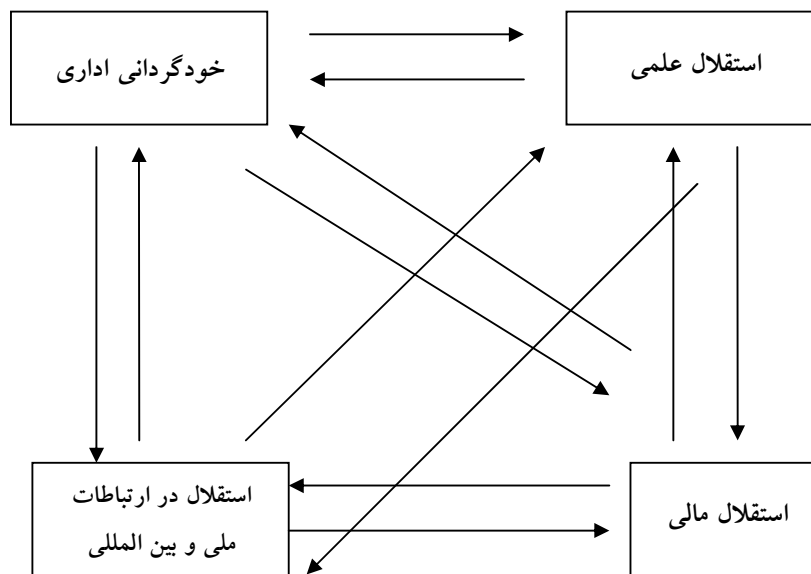 استقلال علمی
خودگردانی اداری
استقلال مالی
استقلال در ارتباطات
ملی و بین المللی